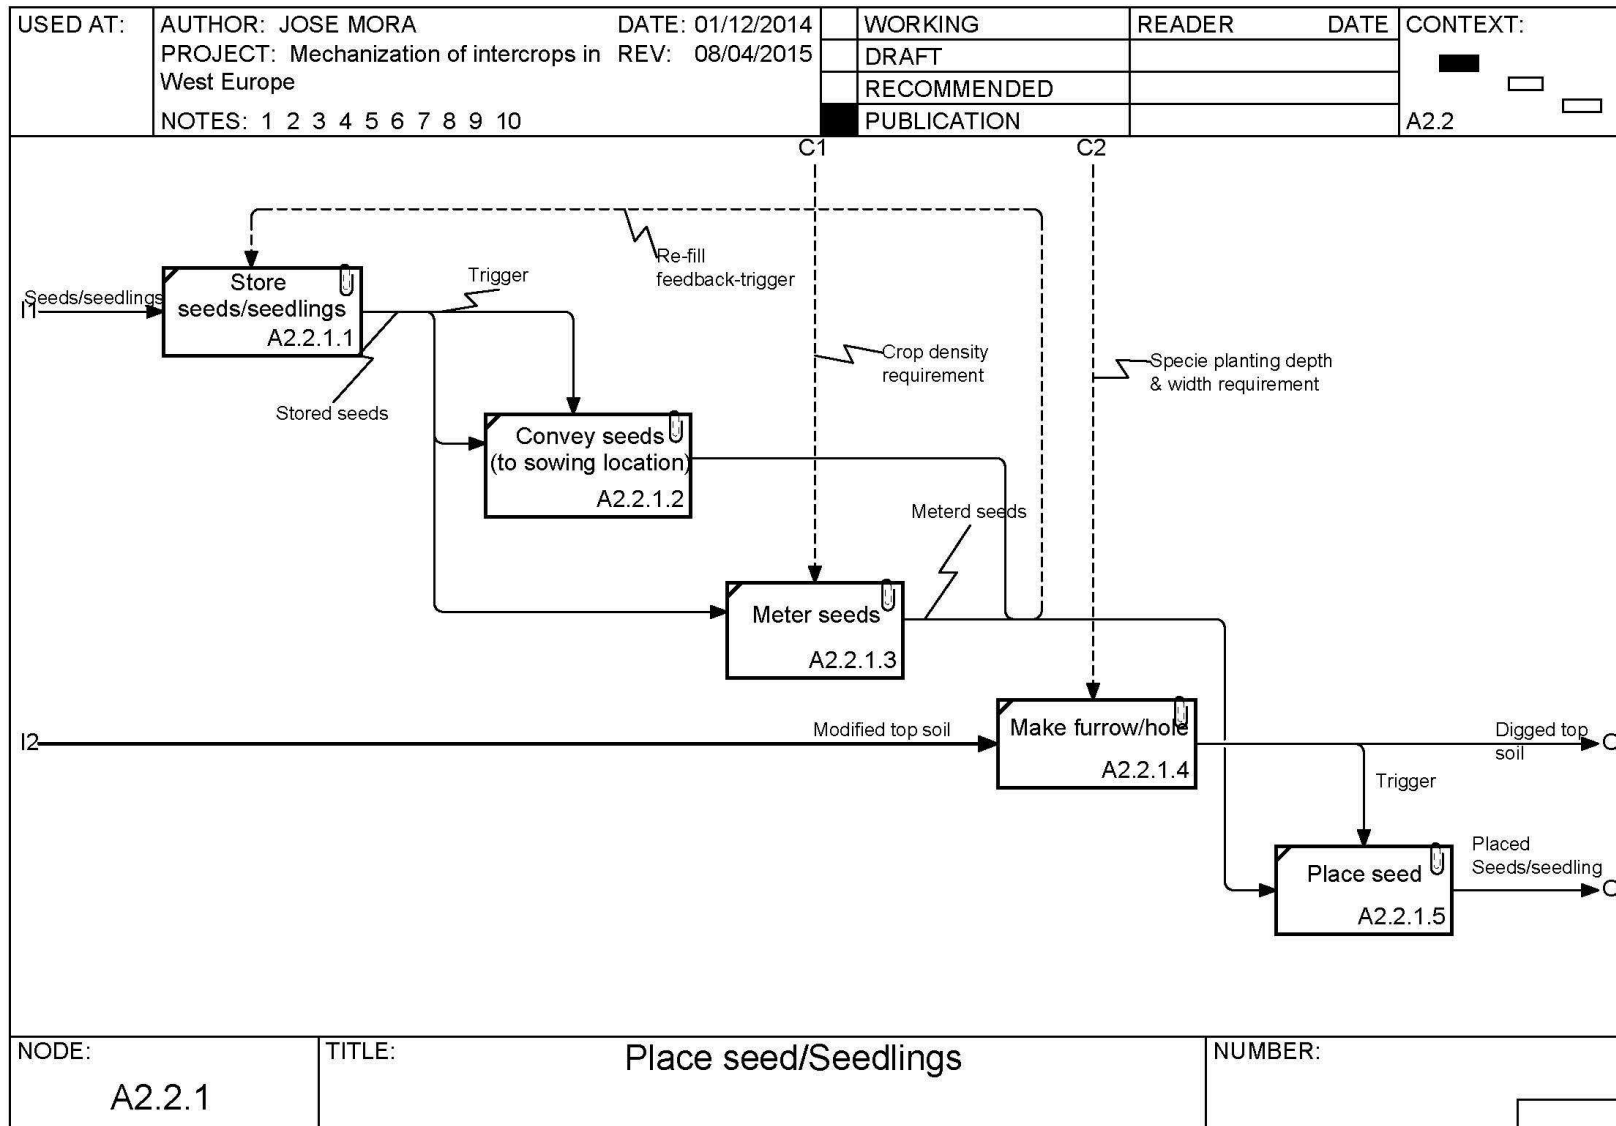 USED AT:
AUTHOR: JOSE MORA
DATE: 01/12/2014
PROJECT: Mechanization of intercrops in
REV: 08/04/2015
West Europe
NOTES: 1 2 3 4 5 6 7 8 9 10
WORKING
DRAFT
RECOMMENDED
PUBLICATION
READER
DATE
CONTEXT:
A2.2
C1
C2
Re-fill
feedback-trigger
Trigger
Seeds/seedlings
I1
Store
seeds/seedlings
A2.2.1.1
Stored seeds
Crop density
requirement
Specie planting depth
& width requirement
Convey seeds
(to sowing location)
A2.2.1.2
Meterd seeds
Meter seeds
A2.2.1.3
I2
Modified top soil
Make furrow/hole
A2.2.1.4
Digged top
soil
O
Trigger
Place seed
A2.2.1.5
Placed
Seeds/seedling
O
NODE:
A2.2.1
TITLE:
Place seed/Seedlings
NUMBER: